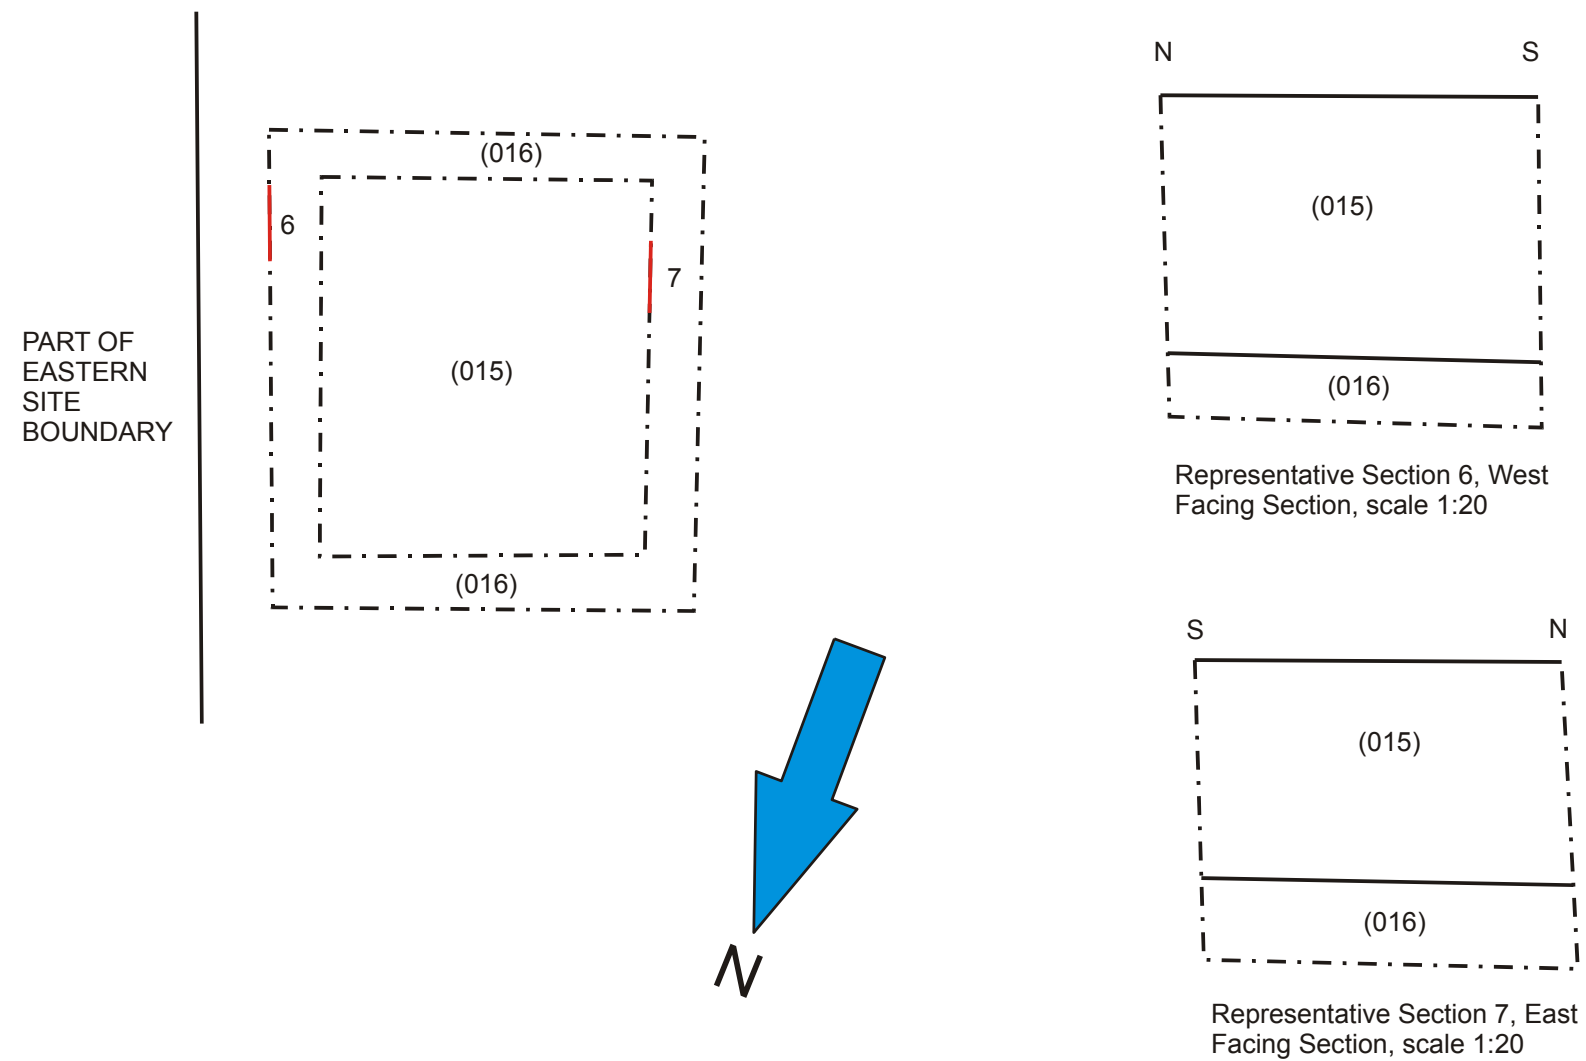 (016)
6
7
PART OF
EASTERN
SITE
BOUNDARY
(015)
(016)
N
N S
(015)
(016)
Representative Section 6, West
Facing Section, scale 1:20
S N
(015)
(016)
Representative Section 7, East
Facing Section, scale 1:20